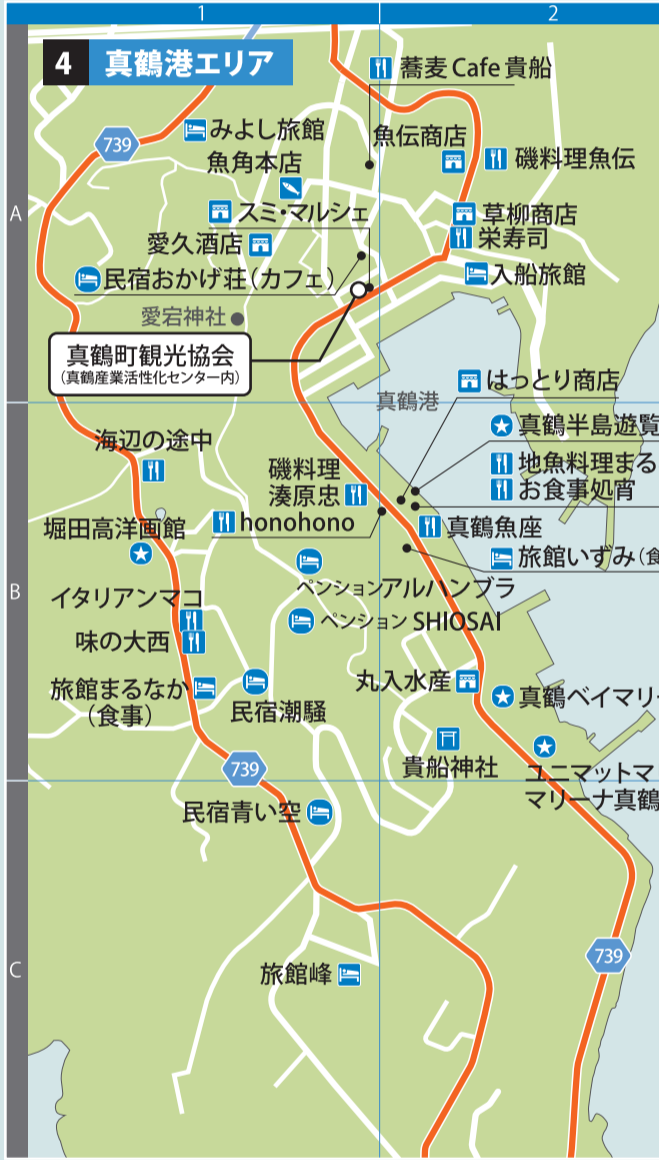 1
2
4 真鶴港エリア
蕎麦 Cafe 貴船
739
みよし旅館
魚伝商店
磯料理魚伝
魚角本店
A
スミ・マルシェ
草柳商店
愛久酒店
栄寿司
民宿おかげ荘(カフェ)
入船旅館
愛宕神社
真鶴町観光協会
(真鶴産業活性化センター内)
はっとり商店
真鶴港
真鶴半島遊覧
海辺の途中
地魚料理まる
磯料理
湊原忠
お食事処宵
honohono
真鶴魚座
堀田高洋画館
旅館いずみ(食
B
ペンションアルハンブラ
イタリアンマコ
ペンション SHIOSAI
味の大西
丸入水産
旅館まるなか
(食事)
民宿潮騒
真鶴ベイマリ
貴船神社
739
ユニマットマ
マリーナ真鶴
民宿青い空
739
C
旅館峰